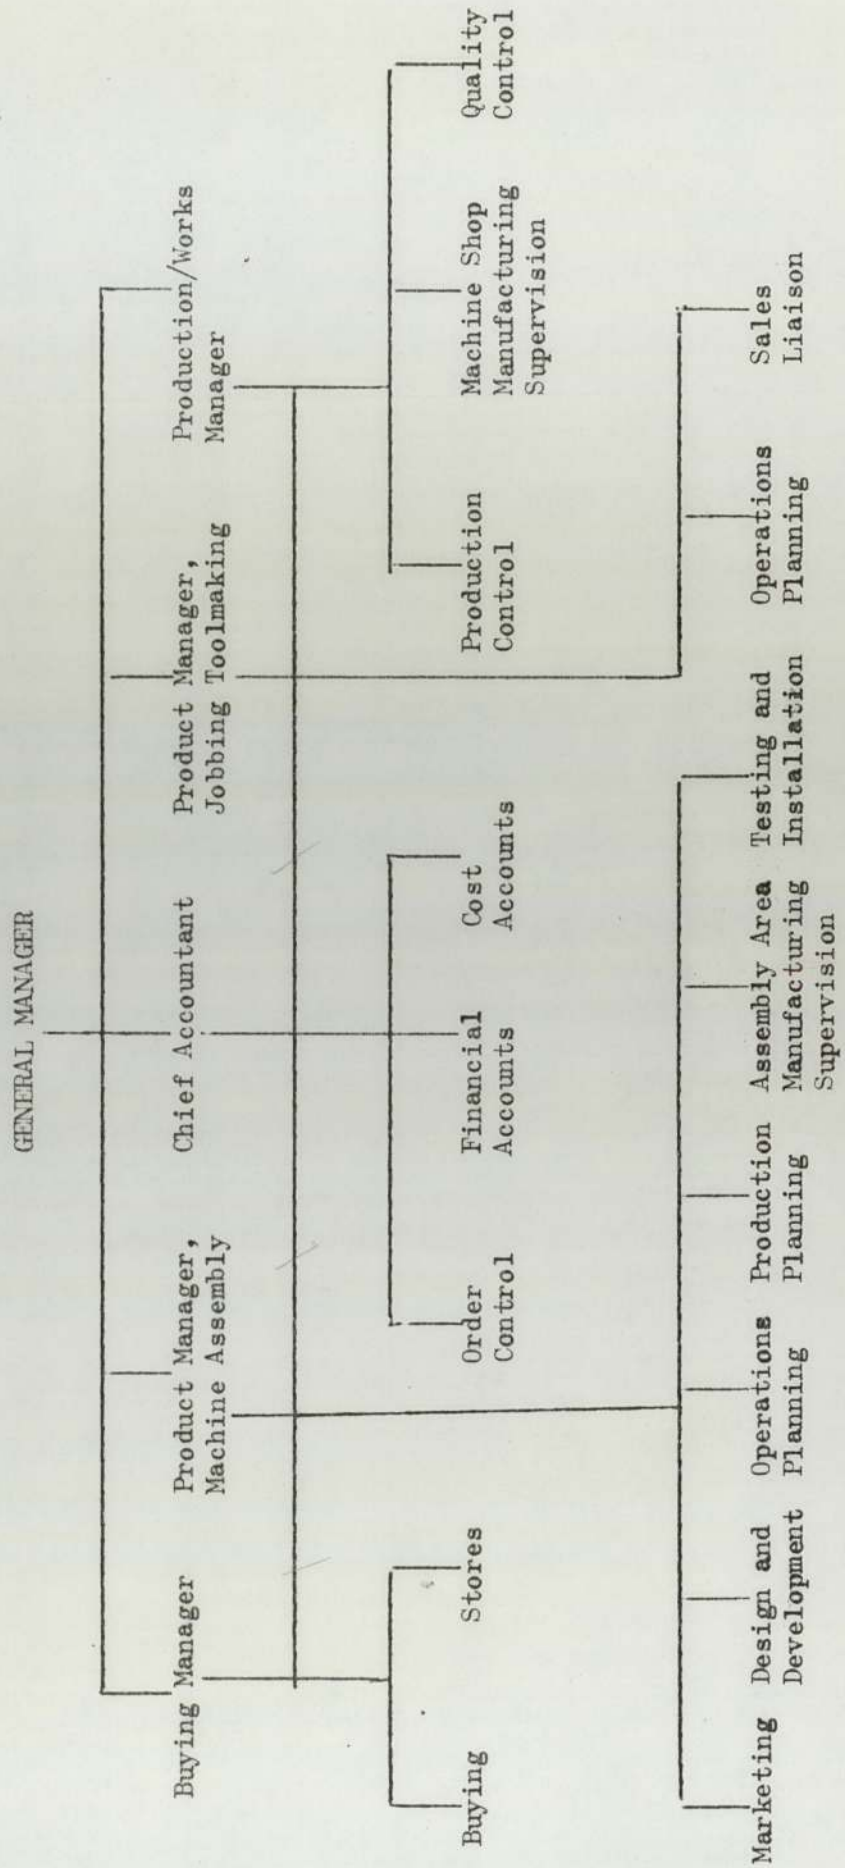 GENERAL MANAGER
Buying Manager
Product Manager,
Machine Assembly
Chief Accountant
Product Manager,
Jobbing Toolmaking
Production/Works
Manager
Buying
Stores
Order
Control
Financial
Accounts
Cost
Accounts
Production
Control
Machine Shop
Manufacturing
Supervision
Quality
Control
Marketing
Design and
Development
Operations
Planning
Production
Planning
Assembly Area
Manufacturing
Supervision
Testing and
Installation
Operations
Planning
Sales
Liaison